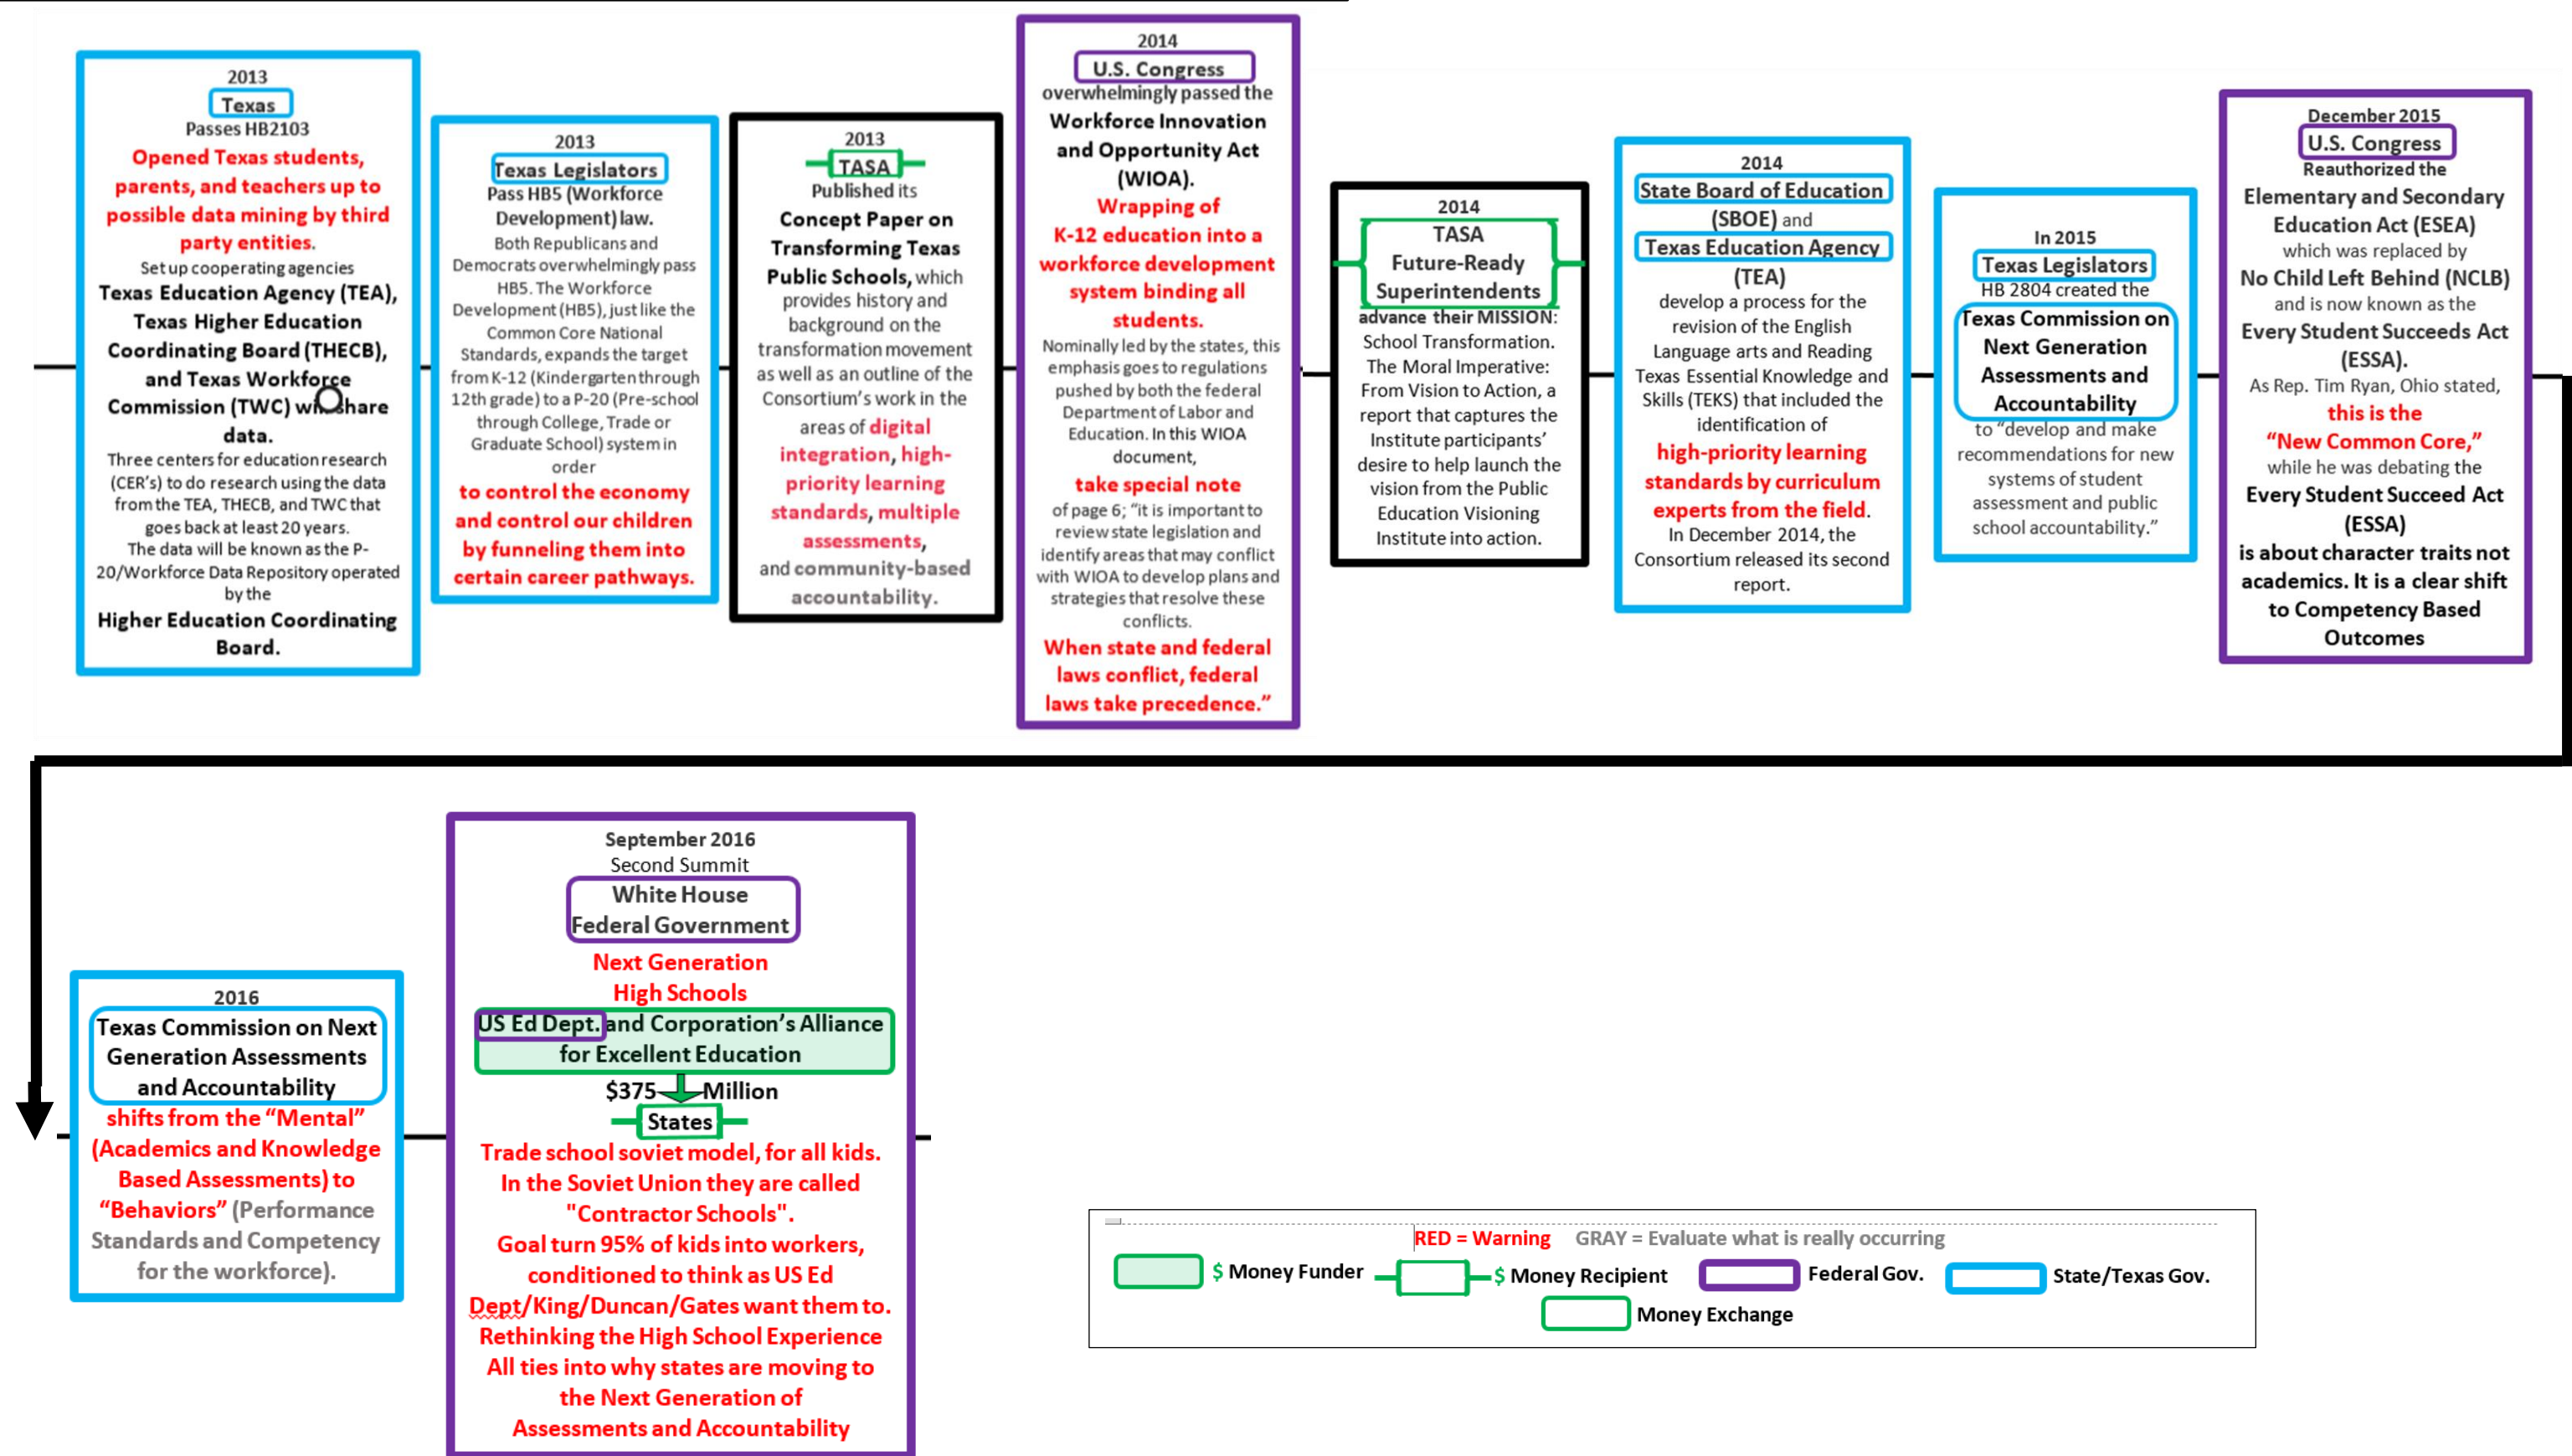 2013
Texas
Passes HB2103
Opened Texas students,
parents, and teachers up to
possible data mining by third
party entities.
Set up cooperating agencies
Texas Education Agency (TEA),
Texas Higher Education
Coordinating Board (THECB),
and Texas Workforce
Commission (TWC) will share
data.
Three centers for education research
(CER's) to do research using the data
from the TEA, THECB, and TWC that
goes back at least 20 years.
The data will be known as the P-
20/Workforce Data Repository operated
by the
Higher Education Coordinating
Board.
2013
Texas Legislators
Pass HB5 (Workforce
Development) law.
Both Republicans and
Democrats overwhelmingly pass
HB5. The Workforce
Development (HB5), just like the
Common Core National
Standards, expands the target
from K-12 (Kindergarten through
12th grade) to a P-20 (Pre-school
through College, Trade or
Graduate School) system in
order
to control the economy
and control our children
by funneling them into
certain career pathways.
2013
TASA
Published its
Concept Paper on
Transforming Texas
Public Schools, which
provides history and
background on the
transformation movement
as well as an outline of the
Consortium's work in the
areas of digital
integration, high-
priority learning
standards, multiple
assessments,
and community-based
accountability.
2014
U.S. Congress
overwhelmingly passed the
Workforce Innovation
and Opportunity Act
(WIOA).
Wrapping of
K-12 education into a
workforce development
system binding all
students.
Nominally led by the states, this
emphasis goes to regulations
pushed by both the federal
Department of Labor and
Education. In this WIOA
document,
take special note
of page 6; "it is important to
review state legislation and
identify areas that may conflict
with WIOA to develop plans and
strategies that resolve these
conflicts.
When state and federal
laws conflict, federal
laws take precedence."
2014
TASA
Future-Ready
Superintendents
advance their MISSION:
School Transformation.
The Moral Imperative:
From Vision to Action, a
report that captures the
Institute participants'
desire to help launch the
vision from the Public
Education Visioning
Institute into action.
2014
State Board of Education
(SBOE) and
Texas Education Agency
(TEA)
develop a process for the
revision of the English
Language arts and Reading
Texas Essential Knowledge and
Skills (TEKS) that included the
identification of
high-priority learning
standards by curriculum
experts from the field.
In December 2014, the
Consortium released its second
report.
In 2015
Texas Legislators
HB 2804 created the
Texas Commission on
Next Generation
Assessments and
Accountability
to "develop and make
recommendations for new
systems of student
assessment and public
school accountability."
December 2015
U.S. Congress
Reauthorized the
Elementary and Secondary
Education Act (ESEA)
which was replaced by
No Child Left Behind (NCLB)
and is now known as the
Every Student Succeeds Act
(ESSA).
As Rep. Tim Ryan, Ohio stated,
this is the
"New Common Core,"
while he was debating the
Every Student Succeed Act
(ESSA)
is about character traits not
academics. It is a clear shift
to Competency Based
Outcomes
2016
Texas Commission on Next
Generation Assessments
and Accountability
shifts from the "Mental"
(Academics and Knowledge
Based Assessments) to
"Behaviors" (Performance
Standards and Competency
for the workforce).
September 2016
Second Summit
White House
Federal Government
Next Generation
High Schools
US Ed Dept. and Corporation's Alliance
for Excellent Education
$375 Million
States
Trade school soviet model, for all kids.
In the Soviet Union they are called
"Contractor Schools".
Goal turn 95% of kids into workers,
conditioned to think as US Ed
Dept/King/Duncan/Gates want them to.
Rethinking the High School Experience
All ties into why states are moving to
the Next Generation of
Assessments and Accountability
RED = Warning GRAY = Evaluate what is really occurring
$ Money Funder $ Money Recipient Federal Gov. State/Texas Gov.
Money Exchange